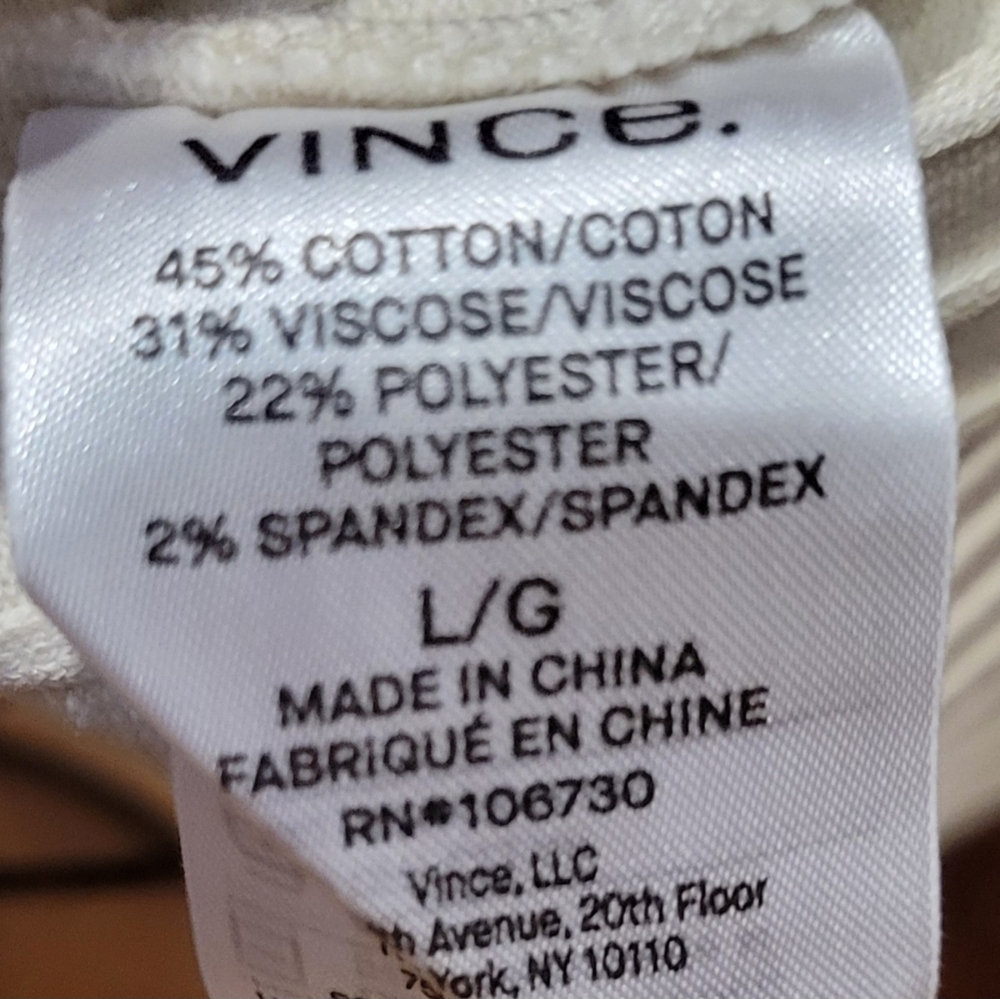 VINCE.
45% COTTON/COTON
31% VISCOSE/VISCOSE
22% POLYESTER/
POLYESTER
2% SPANDEX/SPANDEX
L/G
MADE IN CHINA
FABRIQUÉ EN CHINE
RN#106730
Vince, LLC
Avenue, 20th Floor
York, NY 10110